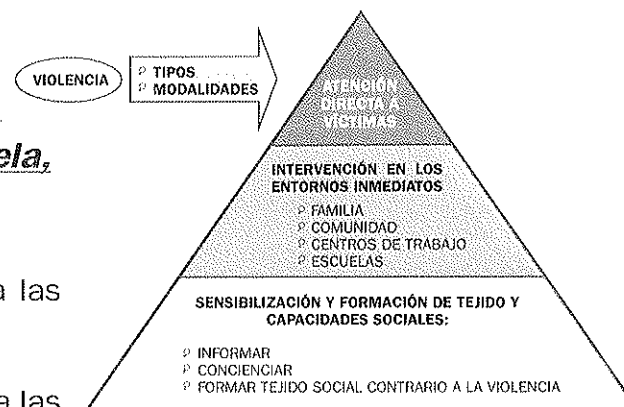 VIOLENCIA
TIPOS
MODALIDADES
ATENCIÓN
DIRECTA A
VÍCTIMAS
ela,
INTERVENCIÓN EN LOS
ENTORNOS INMEDIATOS
FAMILIA
COMUNIDAD
CENTROS DE TRABAJO
ESCUELAS
a las
SENSIBILIZACIÓN Y FORMACIÓN DE TEJIDO Y
CAPACIDADES SOCIALES:
INFORMAR
CONCIENCIAR
FORMAR TEJIDO SOCIAL CONTRARIO A LA VIOLENCIA
a las